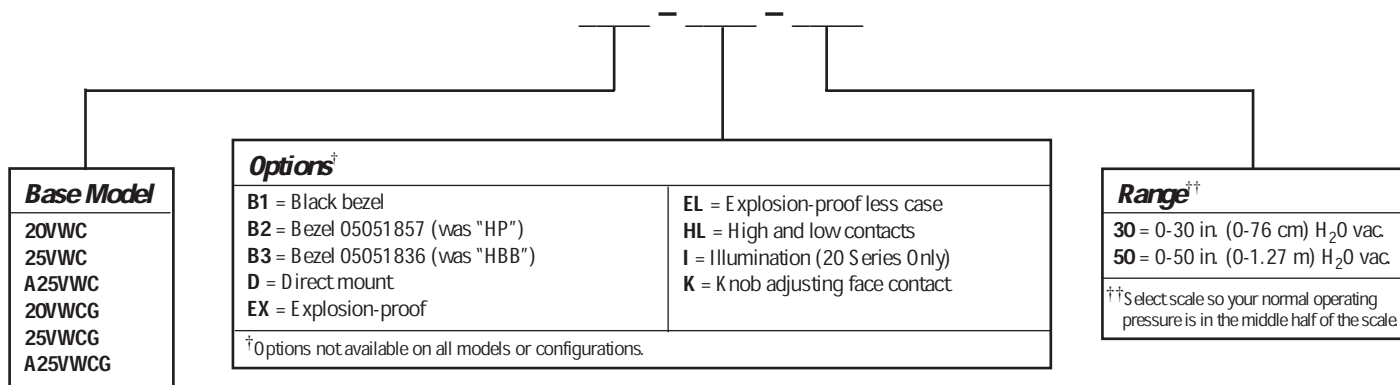 ____ – ____ – ____
Base Model
20VWC
25VWC
A25VWC
20VWCG
25VWCG
A25VWCG
Options†
B1 = Black bezel
B2 = Bezel 05051857 (was "HP")
B3 = Bezel 05051836 (was "HBB")
D = Direct mount
EX = Explosion-proof
EL = Explosion-proof less case
HL = High and low contacts
I = Illumination (20 Series Only)
K = Knob adjusting face contact
†Options not available on all models or configurations.
Range††
30 = 0-30 in. (0-76 cm) H₂O vac.
50 = 0-50 in. (0-1.27 m) H₂O vac.
††Select scale so your normal operating
pressure is in the middle half of the scale.